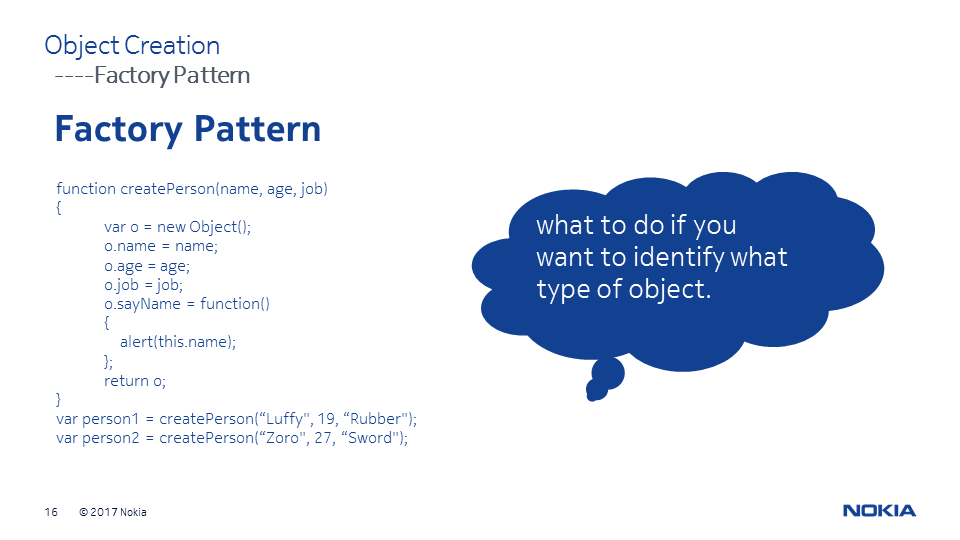 Object Creation
----Factory Pattern
Factory Pattern
function createPerson(name, age, job)
{
var o = new Object();
o.name = name;
o.age = age;
o.job = job;
o.sayName = function()
{
alert(this.name);
};
return o;
}
var person1 = createPerson(“Luffy", 19, “Rubber");
var person2 = createPerson(“Zoro", 27, “Sword");
what to do if you
want to identify what
type of object.
16 © 2017 Nokia
NOKIA